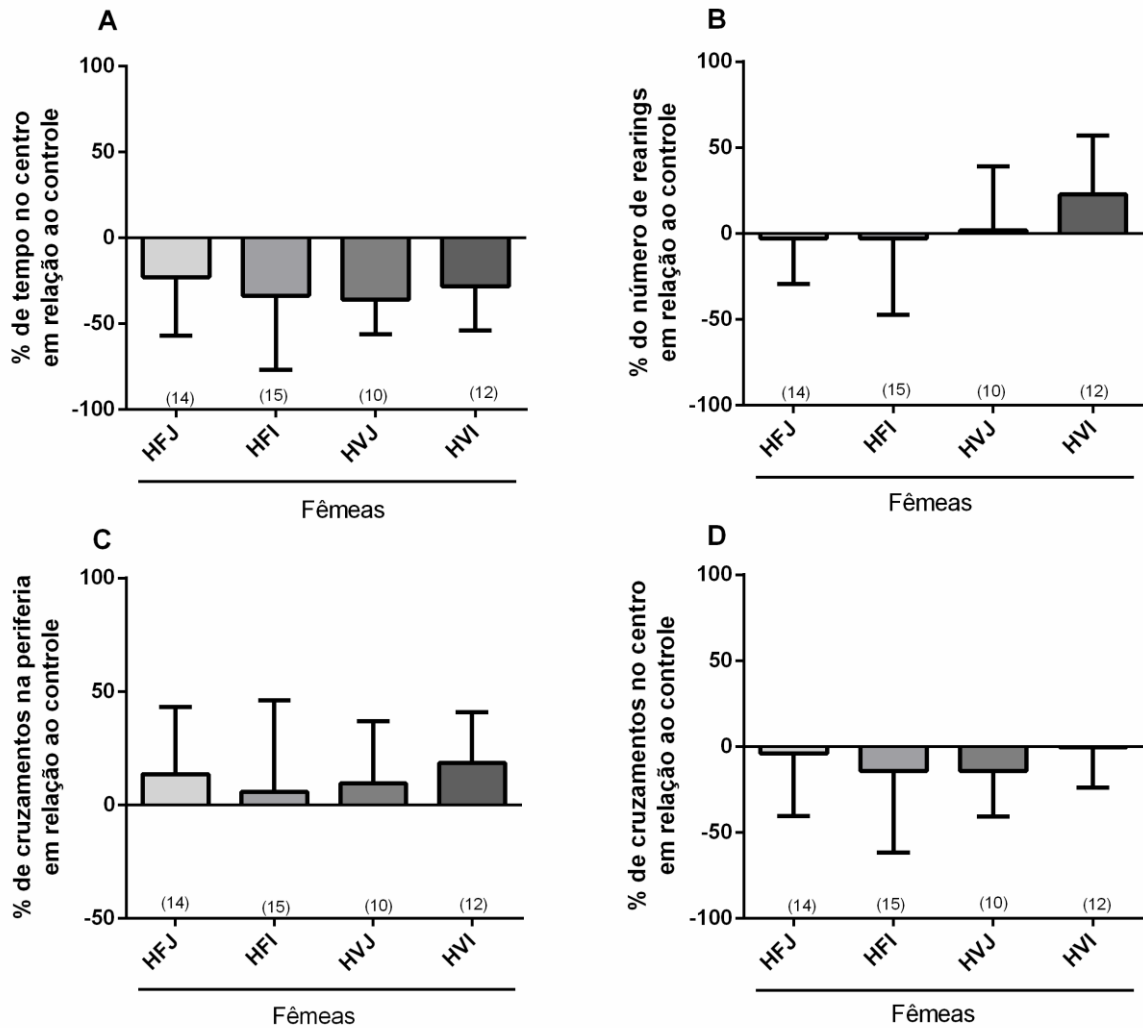 A
% de tempo no centro
em relação ao controle
100
50
0
-50
-100
(14) (15) (10) (12)
HFJ HFI HVJ HVI
Fêmeas
B
% do número de rearings
em relação ao controle
100
50
0
-50
-100
(14) (15) (10) (12)
HFJ HFI HVJ HVI
Fêmeas
C
% de cruzamentos na periferia
em relação ao controle
100
50
0
-50
(14) (15) (10) (12)
HFJ HFI HVJ HVI
Fêmeas
D
% de cruzamentos no centro
em relação ao controle
100
50
0
-50
-100
(14) (15) (10) (12)
HFJ HFI HVJ HVI
Fêmeas